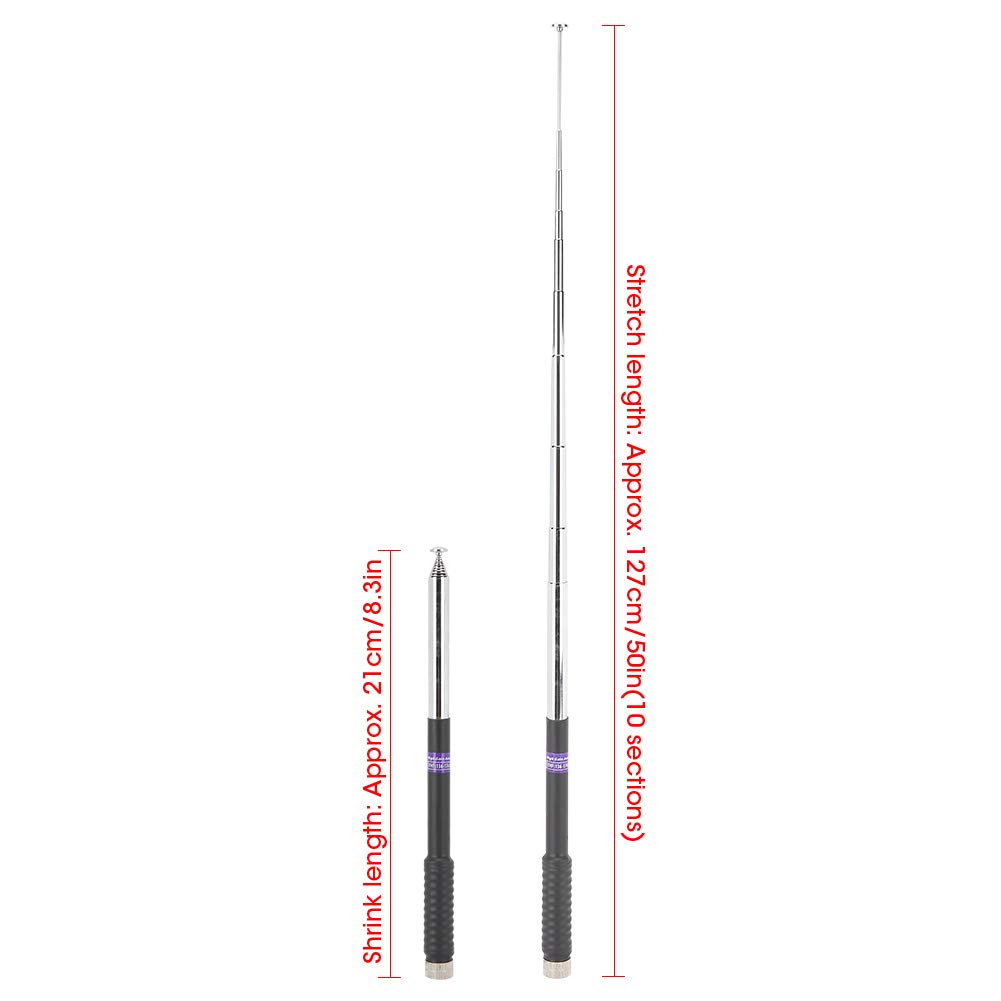 Shrink length: Approx. 21cm/8.3in
Stretch length: Approx. 127cm/50in(10 sections)